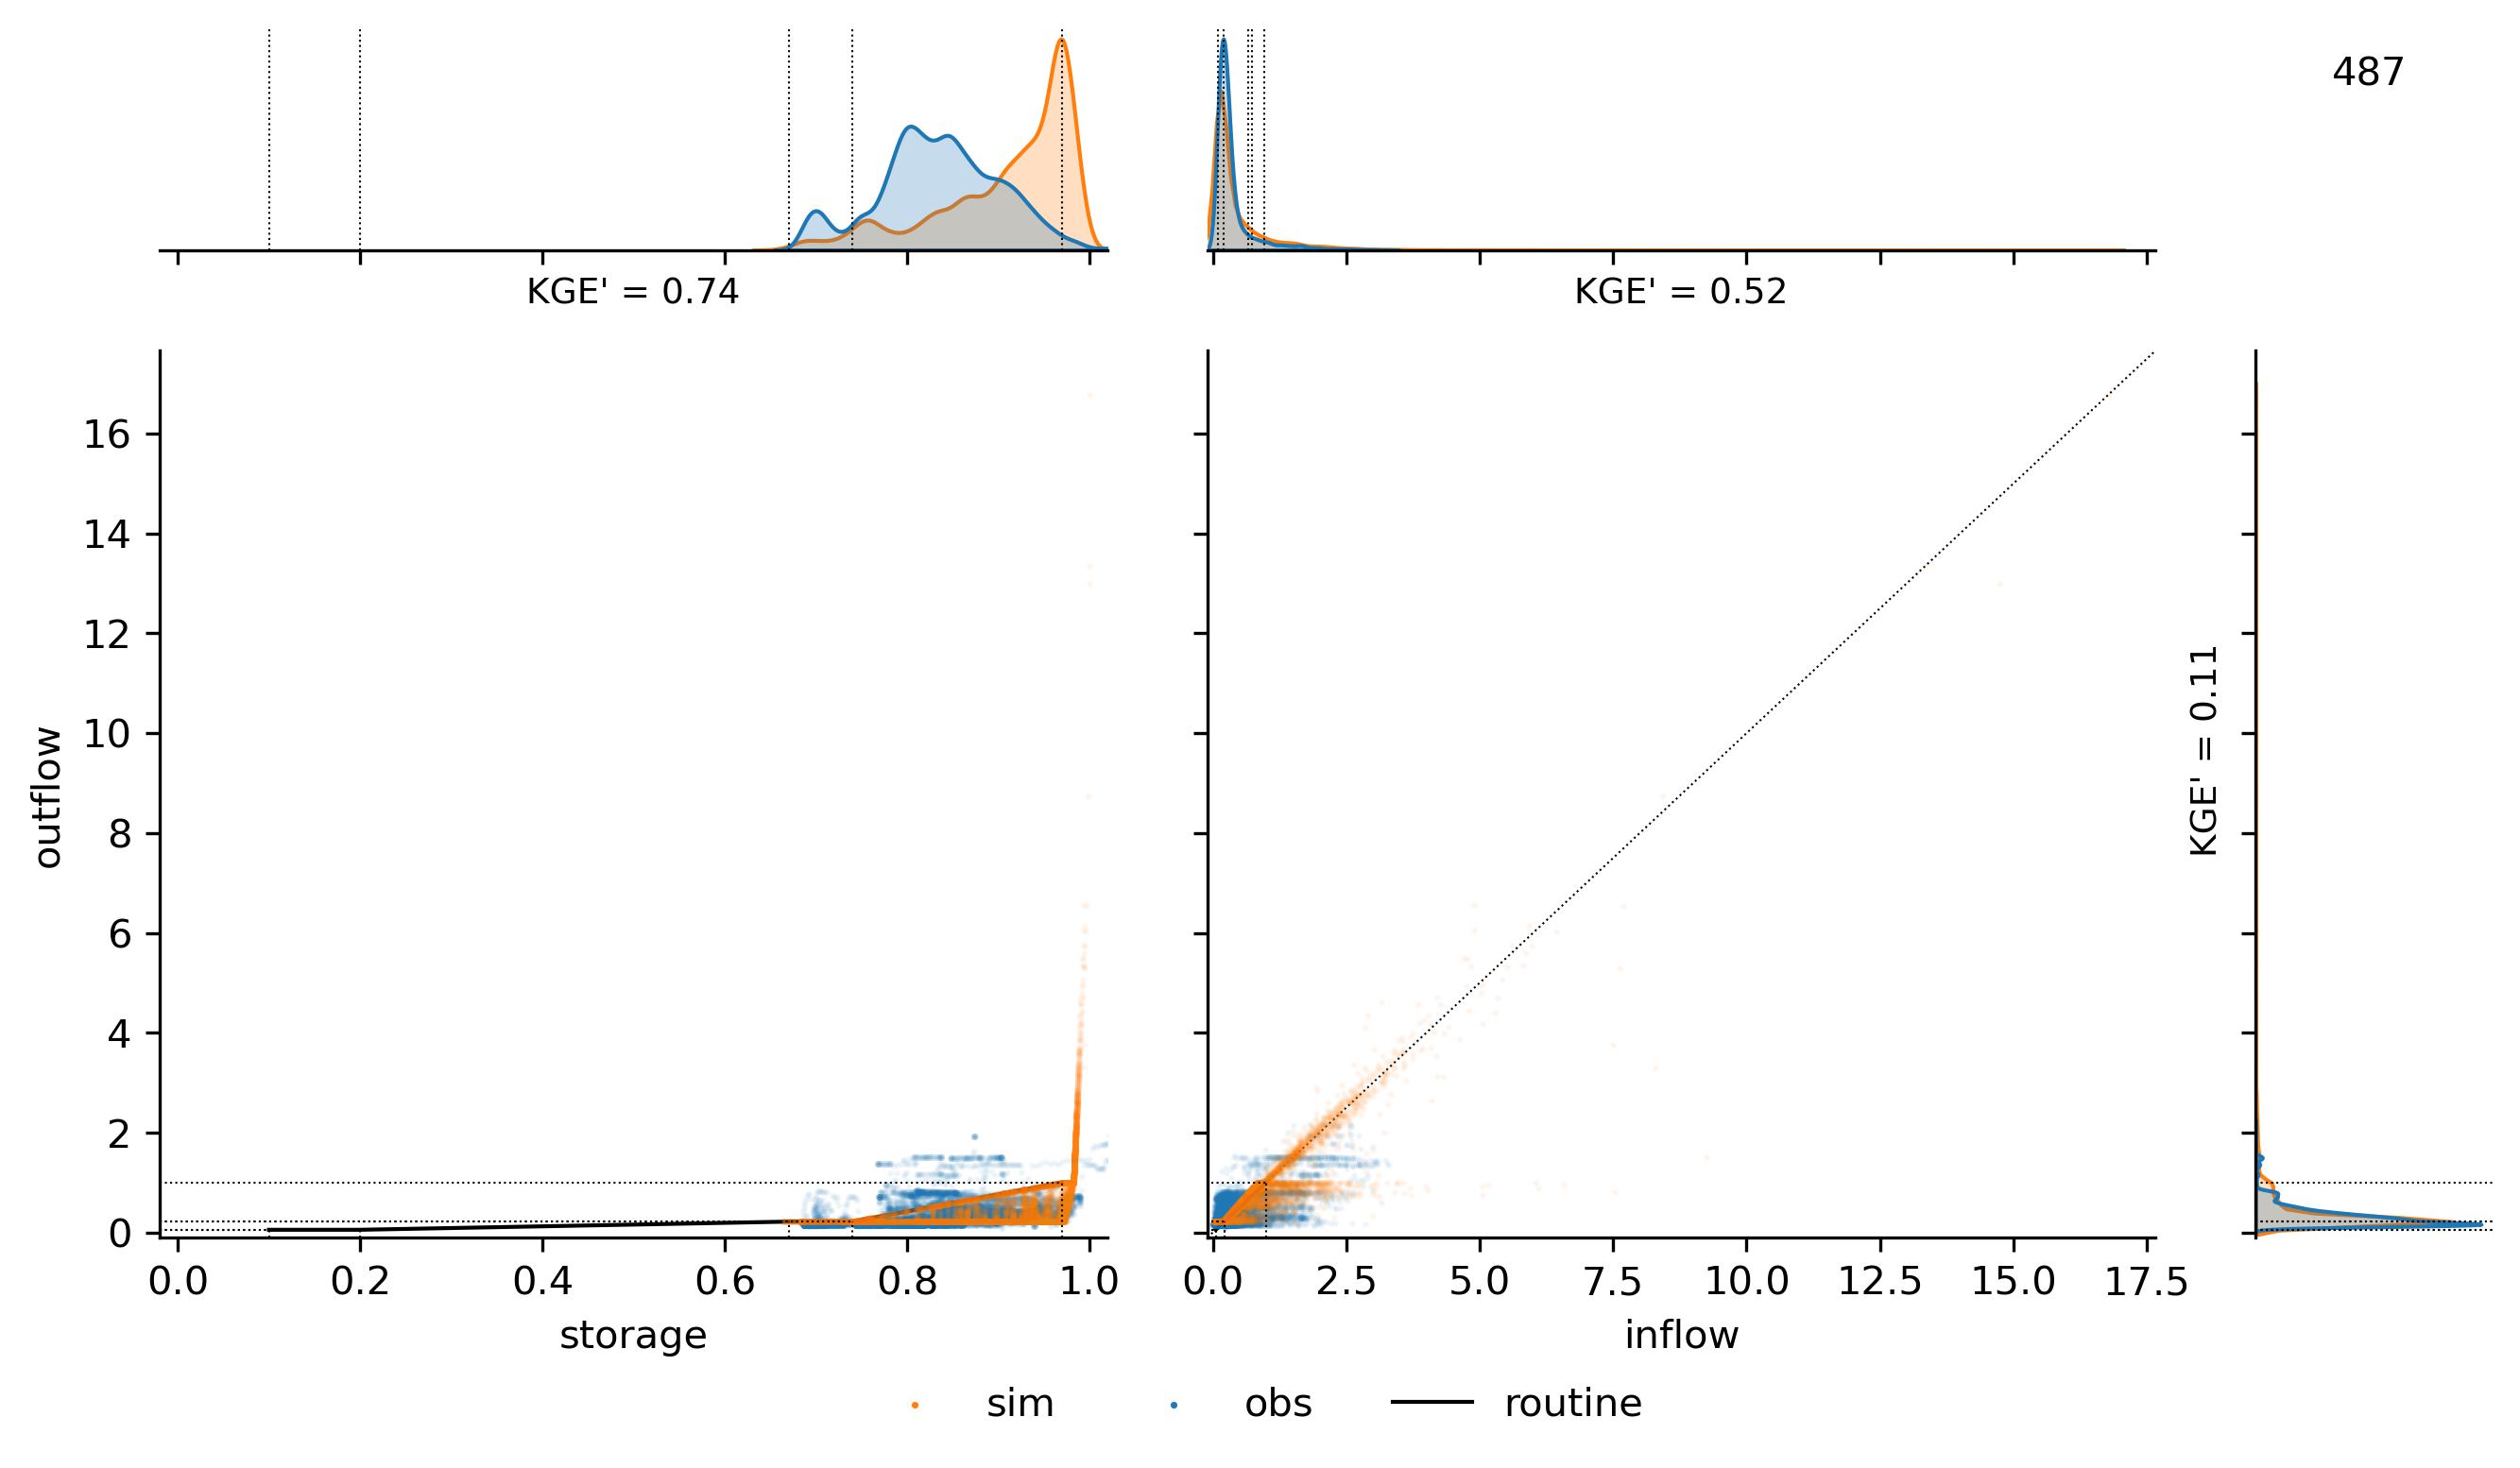 487
KGE' = 0.74
KGE' = 0.52
outflow
16
14
12
10
8
6
4
2
0
KGE' = 0.11
0.0 0.2 0.4 0.6 0.8 1.0
0.0 2.5 5.0 7.5 10.0 12.5 15.0 17.5
storage
inflow
sim obs routine